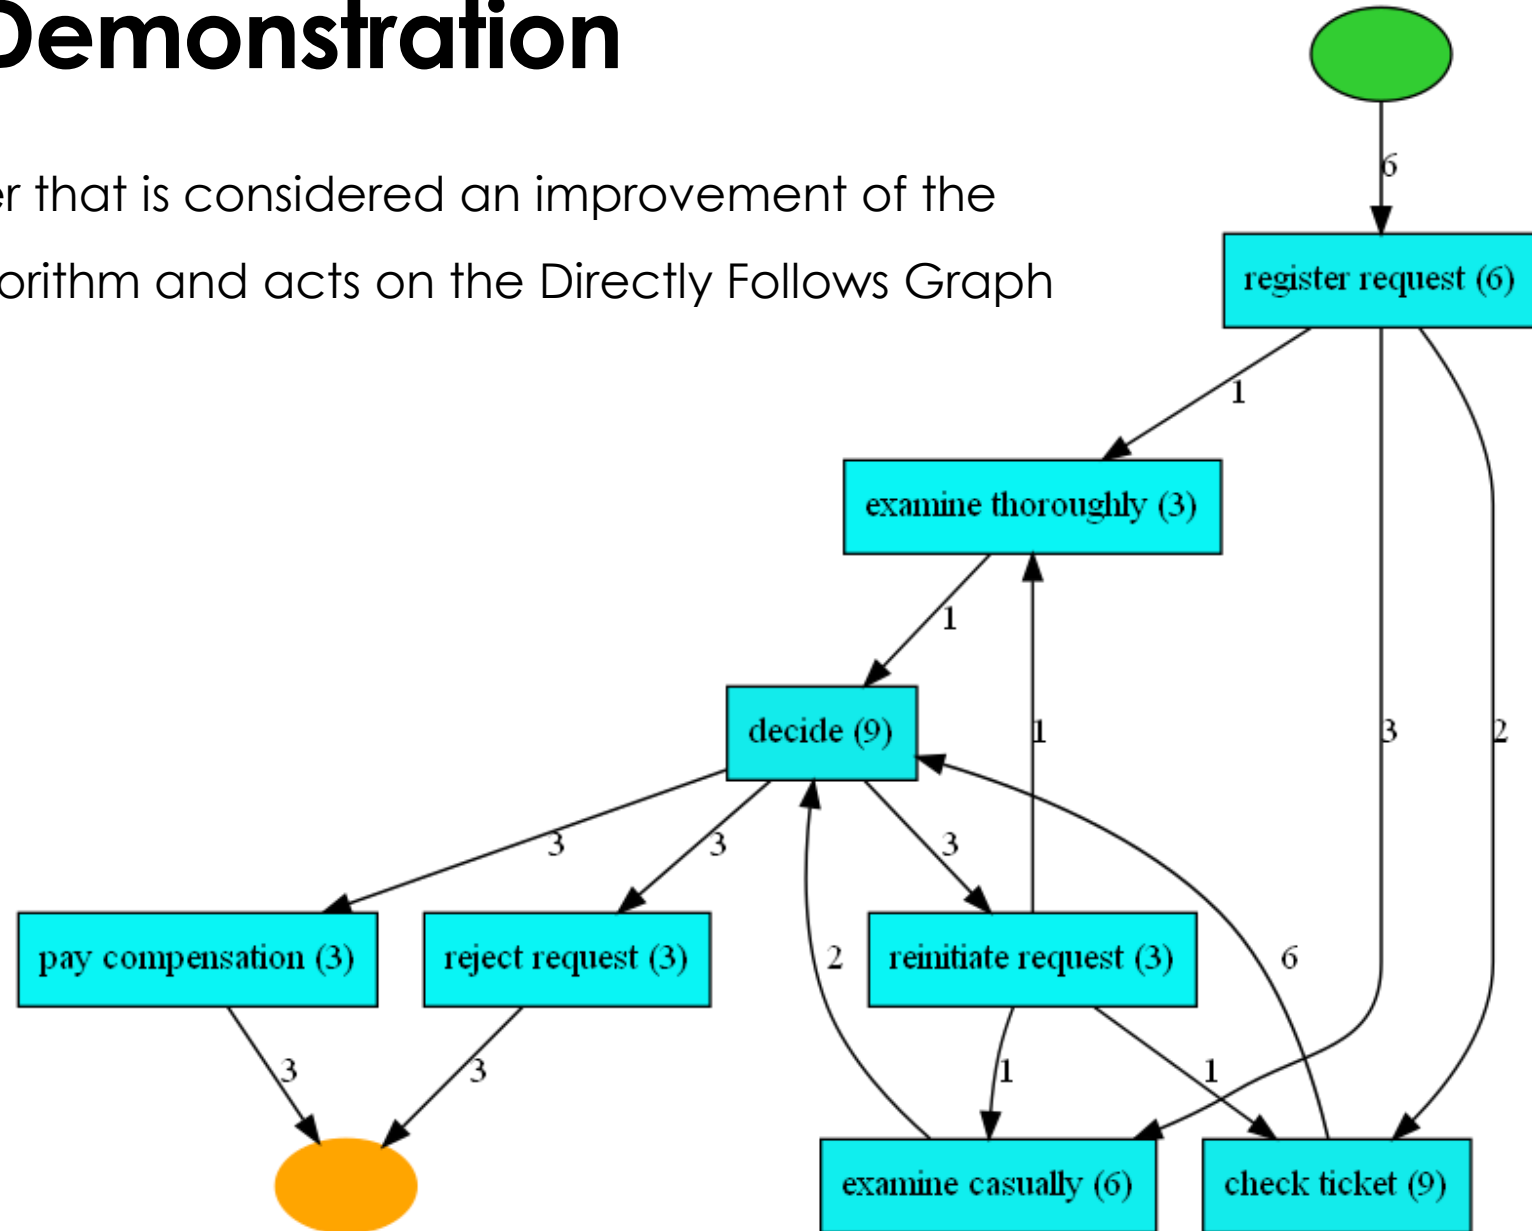 Demonstration
er that is considered an improvement of the
orithm and acts on the Directly Follows Graph
6
register request (6)
1
examine thoroughly (3)
1
decide (9)
1
3
2
3
3
3
pay compensation (3)
reject request (3)
2
reinitiate request (3)
6
3
3
1
1
examine casually (6)
check ticket (9)